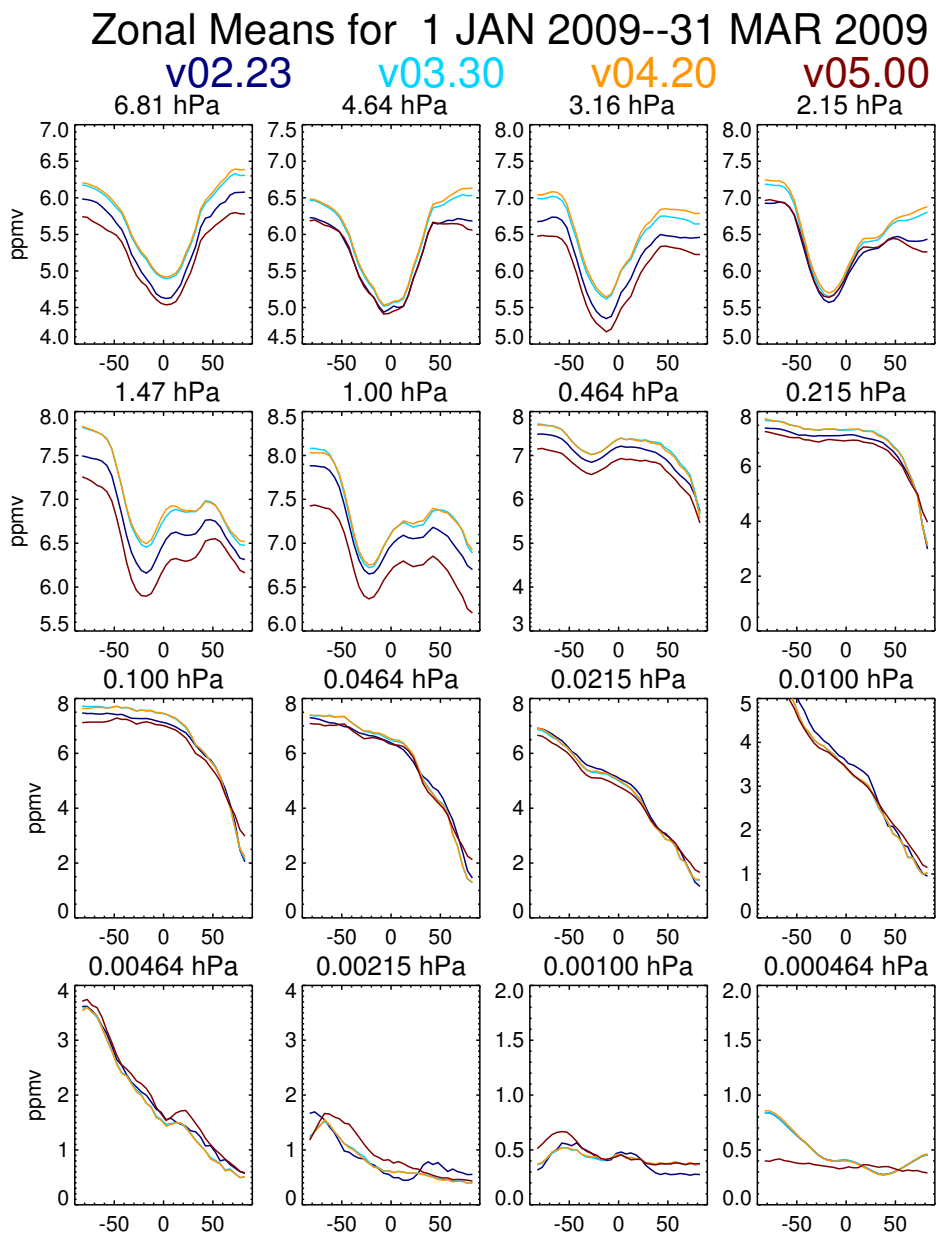 Zonal Means for 1 JAN 2009--31 MAR 2009
v02.23 v03.30 v04.20 v05.00
6.81 hPa 4.64 hPa 3.16 hPa 2.15 hPa
7.0 7.5 8.0 8.0
6.5 7.0 7.5 7.5
6.0 6.5 7.0 7.0
5.5 6.0 6.5 6.5
5.0 5.5 6.0 6.0
4.5 5.0 5.5 5.5
4.0 4.5 5.0 5.0
ppmv
-50 0 50 -50 0 50 -50 0 50 -50 0 50
1.47 hPa 1.00 hPa 0.464 hPa 0.215 hPa
8.0 8.5 8 8
7.5 8.0 7 6
7.0 7.5 6 4
6.5 7.0 5 2
6.0 6.5 4 0
5.5 6.0 3
ppmv
-50 0 50 -50 0 50 -50 0 50 -50 0 50
0.100 hPa 0.0464 hPa 0.0215 hPa 0.0100 hPa
8 8 8 5
6 6 6 4
4 4 4 3
2 2 2 2
0 0 0 1
0
ppmv
-50 0 50 -50 0 50 -50 0 50 -50 0 50
0.00464 hPa 0.00215 hPa 0.00100 hPa 0.000464 hPa
4 4 2.0 2.0
3 3 1.5 1.5
2 2 1.0 1.0
1 1 0.5 0.5
0 0 0.0 0.0
ppmv
-50 0 50 -50 0 50 -50 0 50 -50 0 50